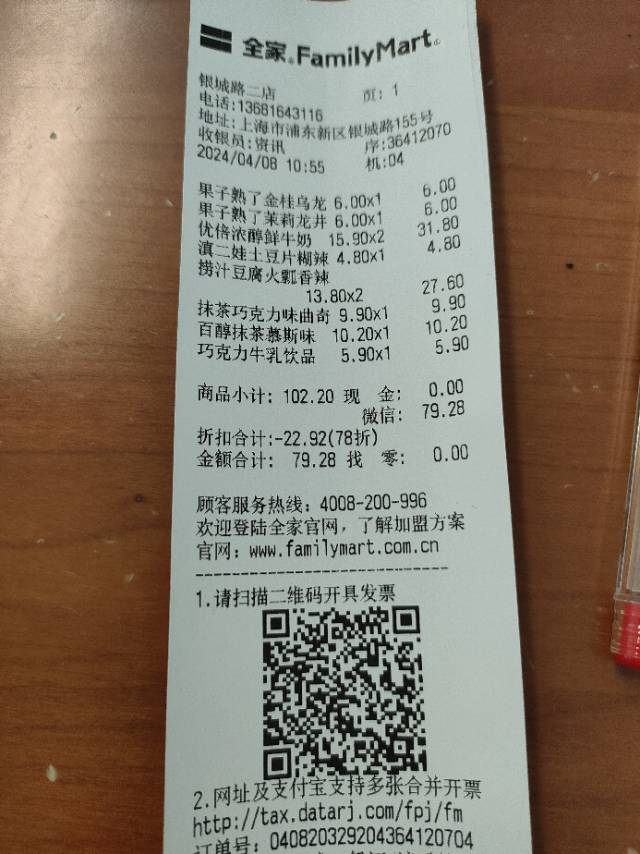 全家®FamilyMart
银城路二店 页: 1
电话:13681643116
地址:上海市浦东新区银城路155号
收银员:资讯 序:36412070
2024/04/08 10:55 机:04
果子熟了金桂乌龙 6.00x1 6.00
果子熟了茉莉龙井 6.00x1 6.00
优倍浓醇鲜牛奶 15.90x2 31.80
滇二娃土豆片糊辣 4.80x1 4.80
捞汁豆腐火瓢香辣
13.80x2 27.60
抹茶巧克力味曲奇 9.90x1 9.90
百醇抹茶慕斯味 10.20x1 10.20
巧克力牛乳饮品 5.90x1 5.90
商品小计: 102.20 现 金: 0.00
微信: 79.28
折扣合计:-22.92(78折)
金额合计: 79.28 找 零: 0.00
顾客服务热线: 4008-200-996
欢迎登陆全家官网，了解加盟方案
官网: www.familymart.com.cn
------------------------------
1.请扫描二维码开具发票
2.网址及支付宝支持多张合并开票
http://tax.datarj.com/fpj/fm
订单号: 040820329204364120704